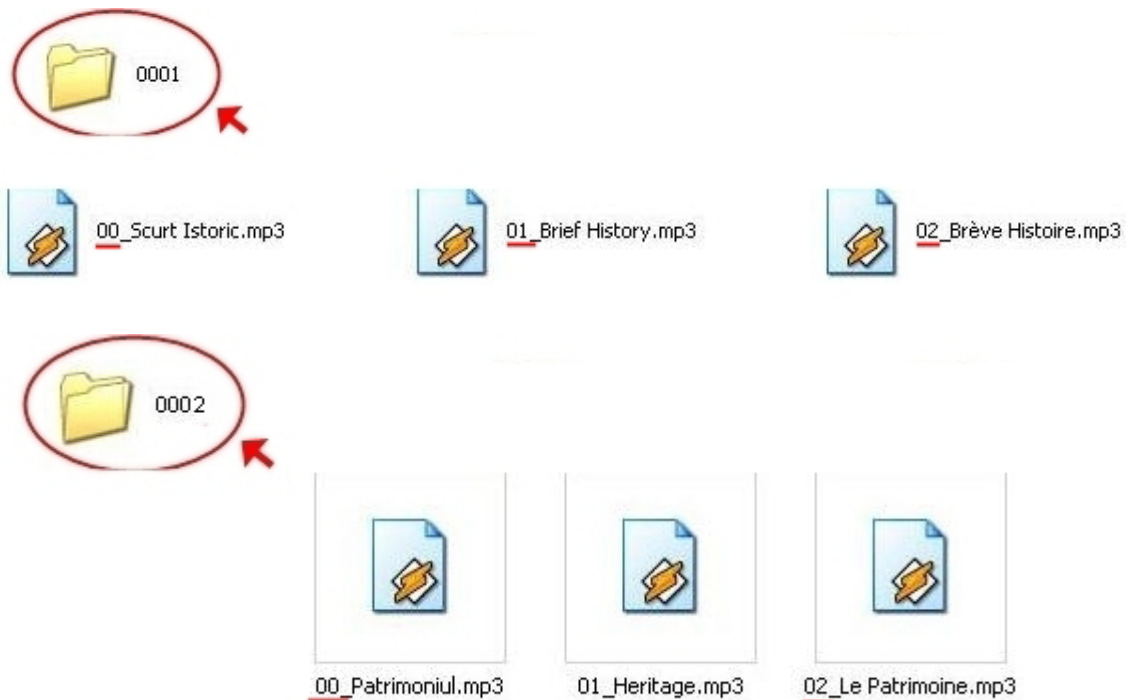 0001
00_Scurt Istoric.mp3
01_Brief History.mp3
02_Brève Histoire.mp3
0002
00_Patrimoniul.mp3
01_Heritage.mp3
02_Le Patrimoine.mp3